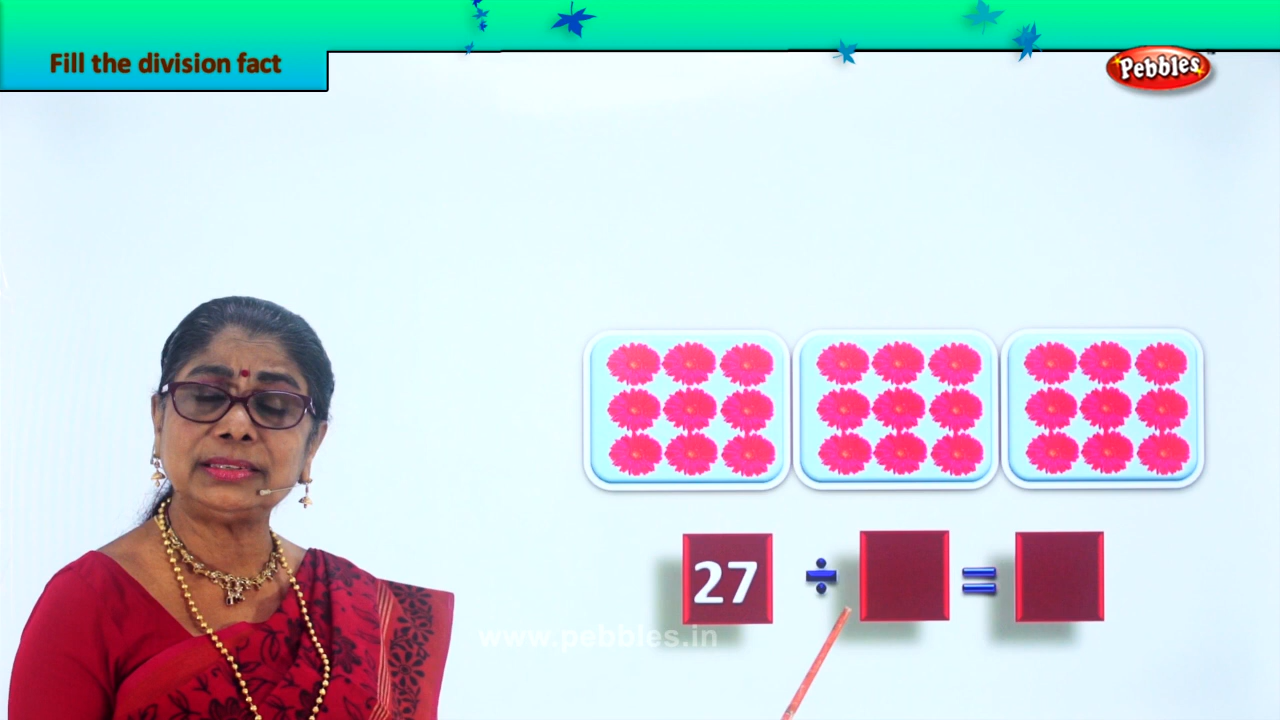 Fill the division fact
Pebbles
27 ÷ =
www.pebbles.in